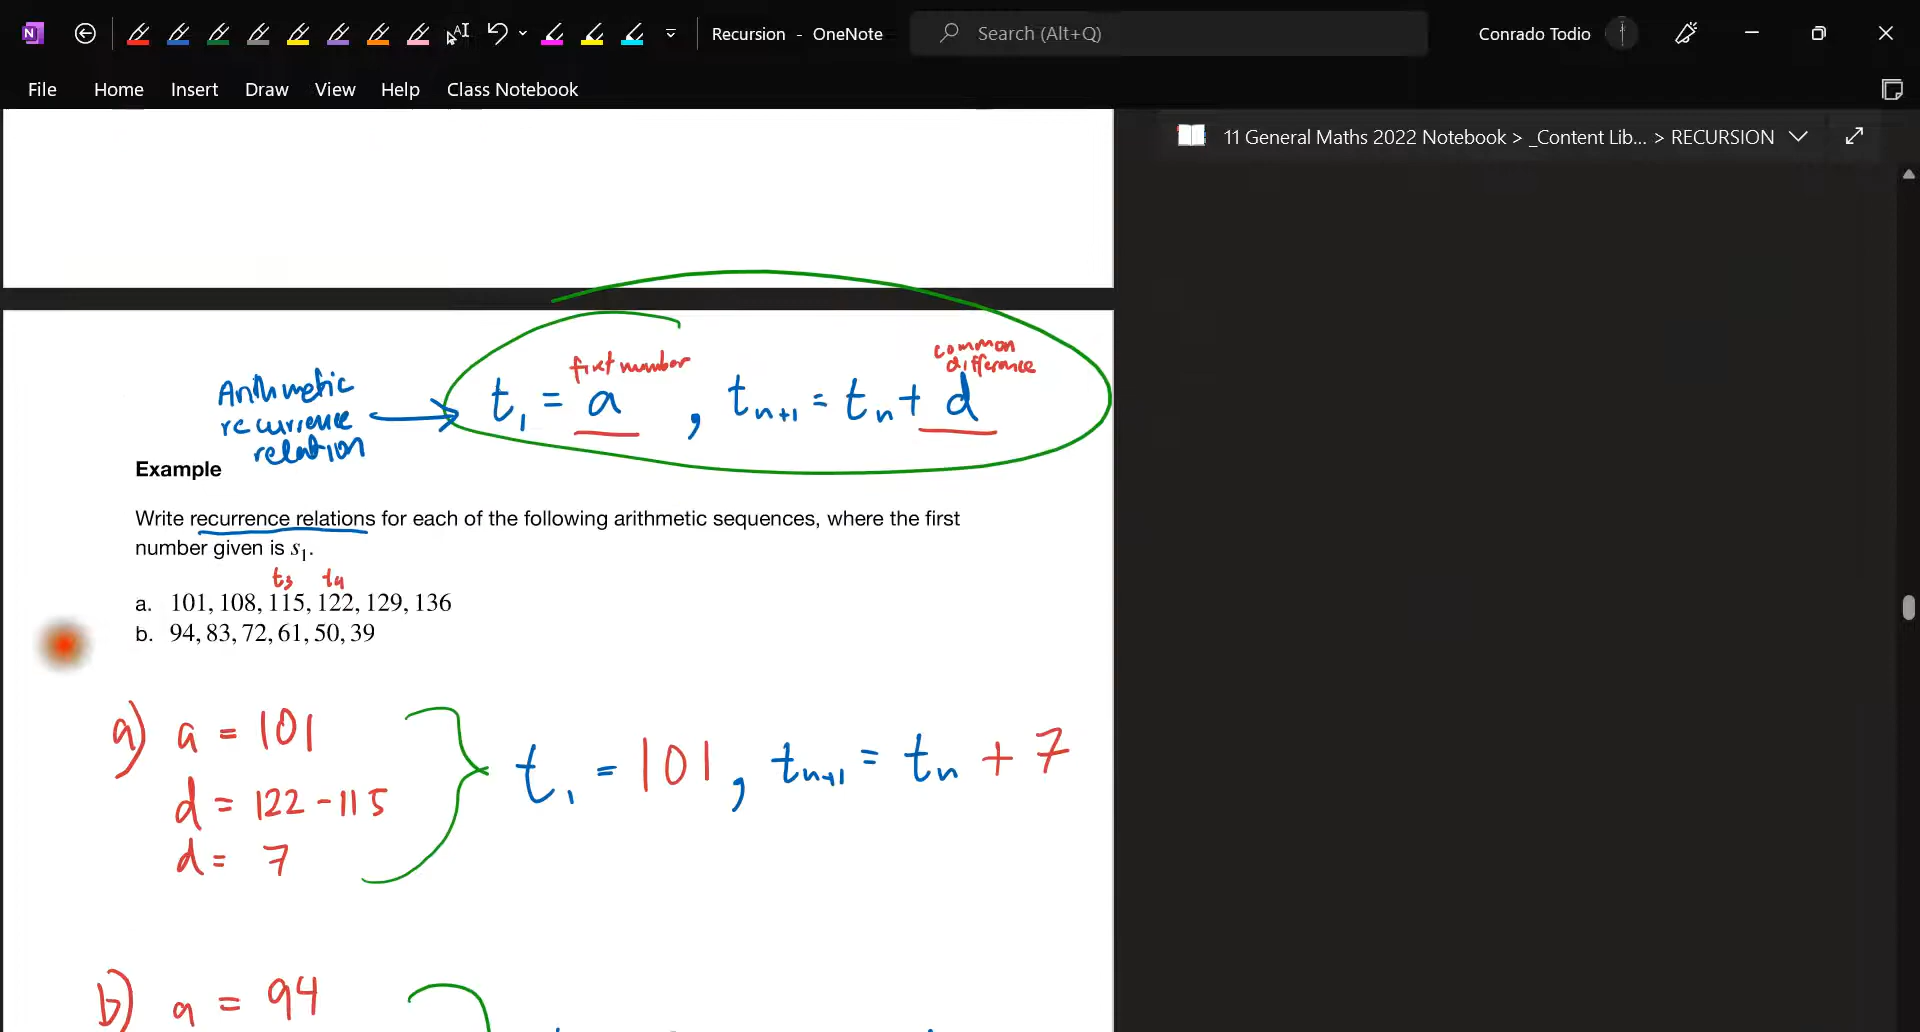 Recursion - OneNote
Search (Alt+Q)
Conrado Todio
File Home Insert Draw View Help Class Notebook
11 General Maths 2022 Notebook > _Content Lib... > RECURSION
Arithmetic
recurrence
relation
first number
common
difference
t₁ = a , tₙ₊₁ = tₙ + d
Example
Write recurrence relations for each of the following arithmetic sequences, where the first
number given is s₁.
t₃ t₄
a. 101, 108, 115, 122, 129, 136
b. 94, 83, 72, 61, 50, 39
a) a = 101
d = 122 - 115
d = 7
t₁ = 101, tₙ₊₁ = tₙ + 7
b) a = 94